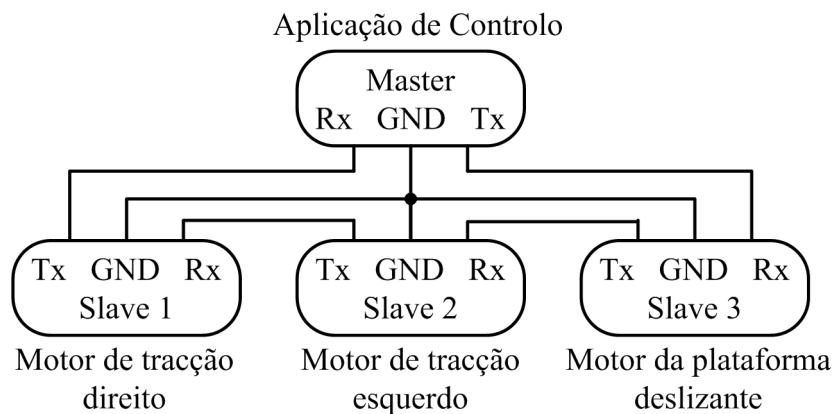 Aplicação de Controlo
Master
Rx GND Tx
Tx GND Rx
Slave 1
Tx GND Rx
Slave 2
Tx GND Rx
Slave 3
Motor de tracção
direito
Motor de tracção
esquerdo
Motor da plataforma
deslizante